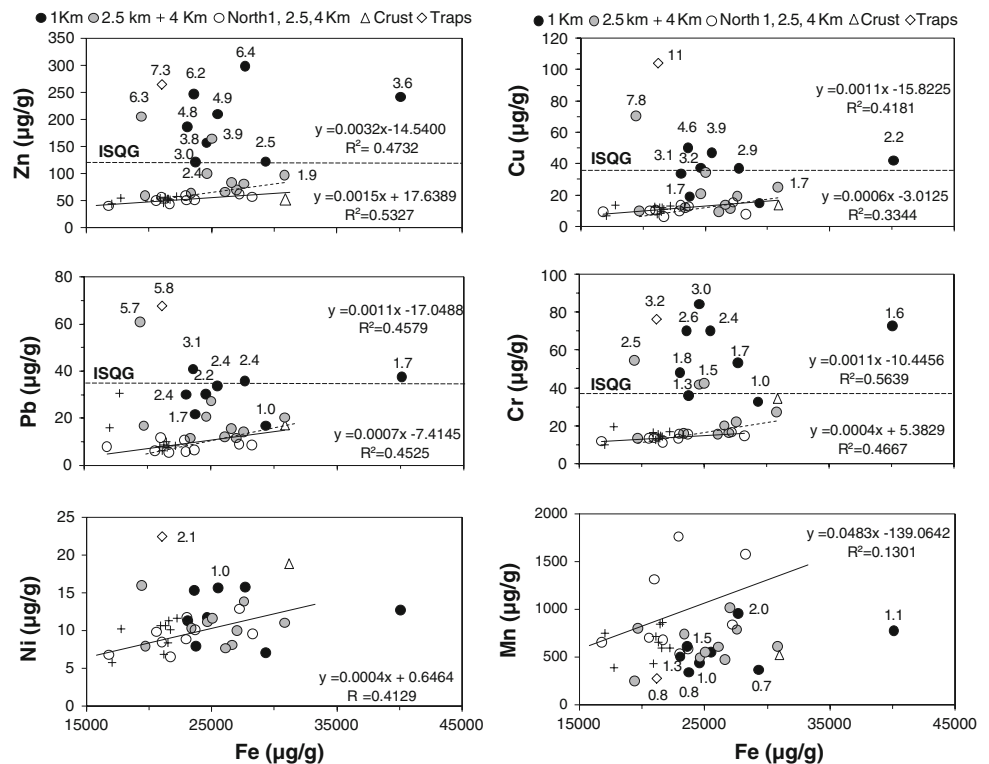 1Km 2.5 km + 4 Km North 1, 2.5, 4 Km Crust Traps
1Km 2.5 km + 4 Km North 1, 2.5, 4 Km Crust Traps
Zn (µg/g)
350
300
250
200
150
100
50
0
7.3
6.4
6.2
6.3
4.9
3.6
4.8
3.8
3.9
3.0
2.5
2.4
1.9
ISQG
y =0.0032x-14.5400
R²= 0.4732
y =0.0015x + 17.6389
R²=0.5327
Cu (µg/g)
120
100
80
60
40
20
0
11
7.8
4.6
3.9
2.2
3.1
3.2
2.9
1.7
1.7
ISQG
y =0.0011x -15.8225
R²=0.4181
y =0.0006x -3.0125
R²=0.3344
Pb (µg/g)
80
60
40
20
0
5.8
5.7
3.1
2.4
2.4
2.2
2.4
1.7
1.7
1.0
ISQG
y =0.0011x -17.0488
R²=0.4579
y =0.0007x -7.4145
R²=0.4525
Cr (µg/g)
100
80
60
40
20
0
3.2
3.0
2.6
2.4
1.6
2.5
1.8
1.5
1.7
1.3
1.0
ISQG
y =0.0011x -10.4456
R²=0.5639
y =0.0004x + 5.3829
R²=0.4667
Ni (µg/g)
25
20
15
10
5
0
2.1
1.0
y =0.0004x + 0.6464
R =0.4129
15000 25000 35000 45000
Fe (µg/g)
Mn (µg/g)
2000
1500
1000
500
0
y =0.0483x -139.0642
R²=0.1301
2.0
1.1
1.5
1.3
1.0
0.8
0.8
0.7
15000 25000 35000 45000
Fe (µg/g)